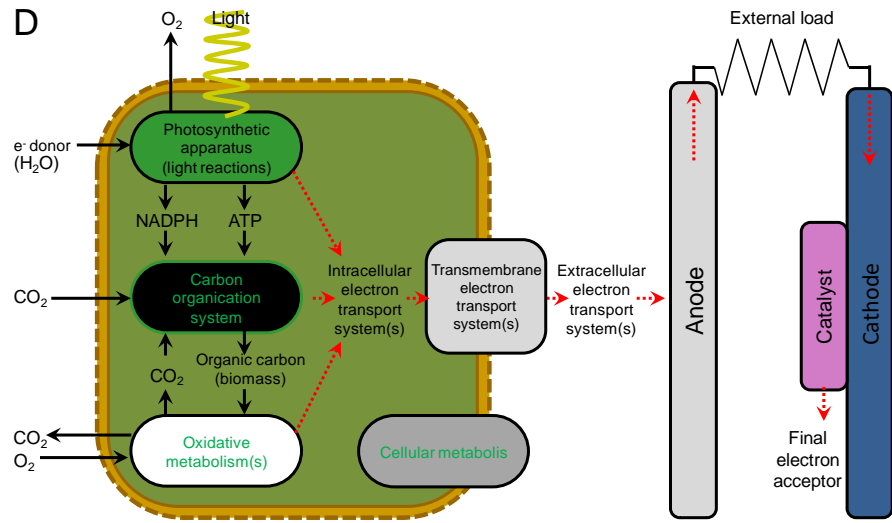 D
O2
Light
External load
Photosynthetic
apparatus
(light reactions)
e- donor
(H2O)
NADPH
ATP
CO2
Carbon
organication
system
Intracellular
electron
transport
system(s)
Transmembrane
electron
transport
system(s)
Extracellular
electron
transport
system(s)
Anode
Catalyst
Cathode
Organic carbon
(biomass)
CO2
CO2
O2
Oxidative
metabolism(s)
Cellular metabolis
Final
electron
acceptor